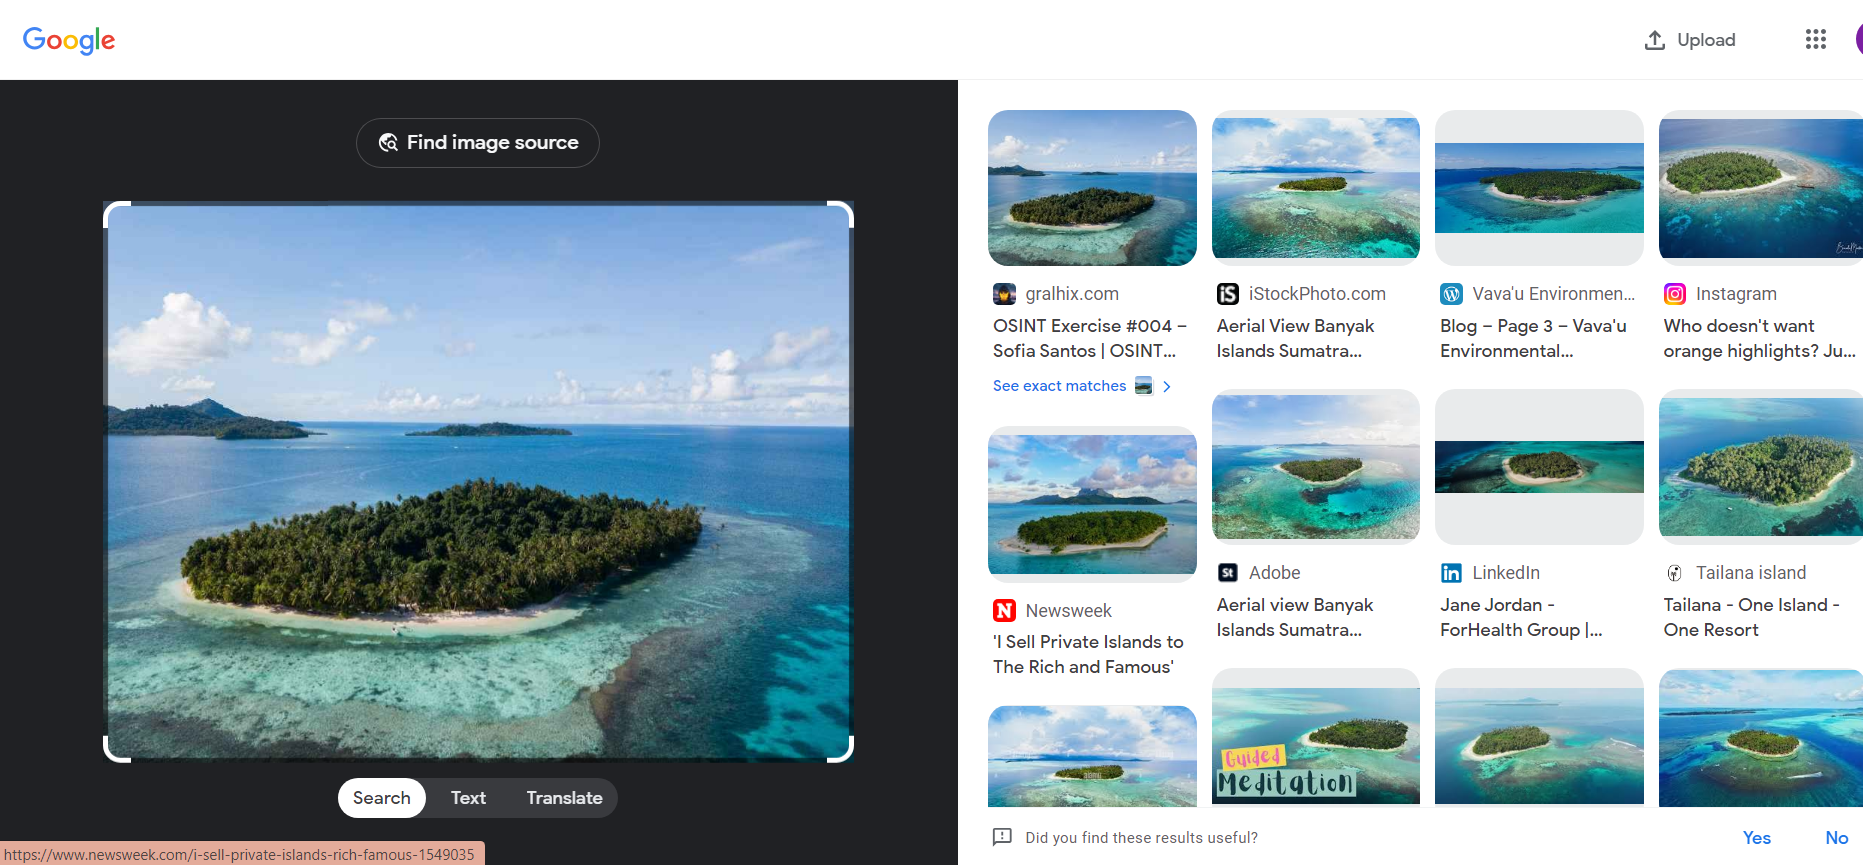 Google
Upload
Find image source
Search
Text
Translate
https://www.newsweek.com/i-sell-private-islands-rich-famous-1549035
gralhix.com
OSINT Exercise #004 –
Sofia Santos | OSINT...
See exact matches
N Newsweek
'I Sell Private Islands to
The Rich and Famous'
iS iStockPhoto.com
Aerial View Banyak
Islands Sumatra...
St Adobe
Aerial view Banyak
Islands Sumatra...
Guided
Meditation
Vava'u Environmen...
Blog – Page 3 – Vava'u
Environmental...
in LinkedIn
Jane Jordan -
ForHealth Group |...
Instagram
Who doesn't want
orange highlights? Ju...
Tailana island
Tailana - One Island -
One Resort
Did you find these results useful?
Yes
No